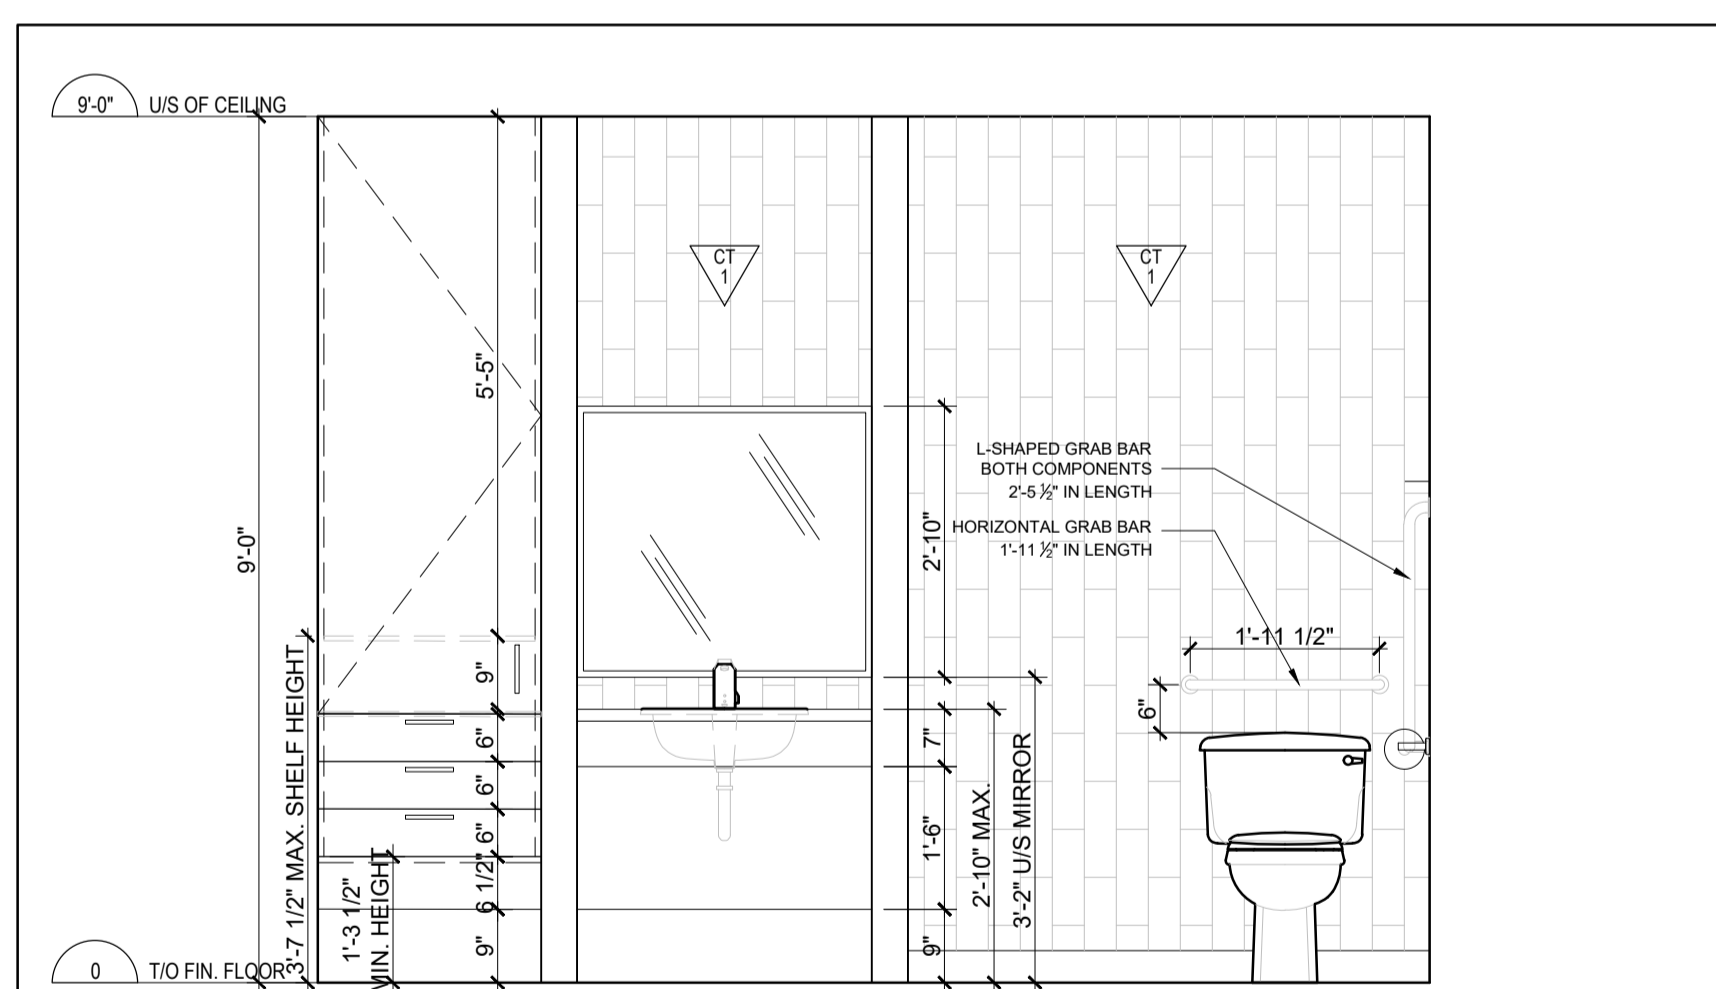 9'-0" U/S OF CEILING
CT
1
CT
1
5'-5"
9'-0"
L-SHAPED GRAB BAR
BOTH COMPONENTS
2'-5 ½" IN LENGTH
HORIZONTAL GRAB BAR
1'-11 ½" IN LENGTH
2'-10"
1'-11 1/2"
6"
9"
6"
6"
6"
6 1/2"
9"
3'-7 1/2" MAX. SHELF HEIGHT
1'-3 1/2"
MIN. HEIGHT
7"
1'-6"
9"
2'-10" MAX.
3'-2" U/S MIRROR
0 T/O FIN. FLOOR